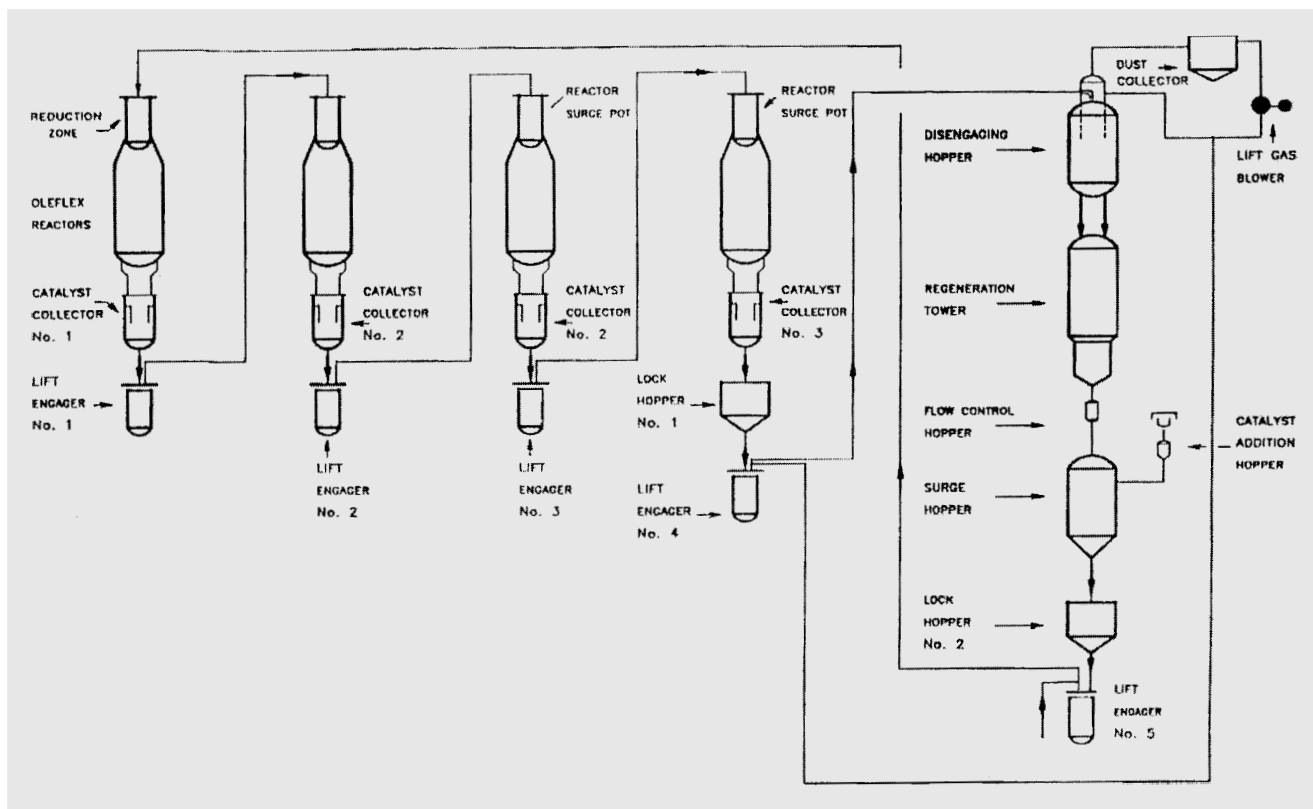 DUST
COLLECTOR
REDUCTION
ZONE
REACTOR
SURGE POT
REACTOR
SURGE POT
DISENGAGING
HOPPER
LIFT GAS
BLOWER
OLEFLEX
REACTORS
CATALYST
COLLECTOR
No. 1
CATALYST
COLLECTOR
No. 2
CATALYST
COLLECTOR
No. 2
CATALYST
COLLECTOR
No. 3
REGENERATION
TOWER
LIFT
ENGAGER
No. 1
LOCK
HOPPER
No. 1
FLOW CONTROL
HOPPER
CATALYST
ADDITION
HOPPER
LIFT
ENGAGER
No. 2
LIFT
ENGAGER
No. 3
LIFT
ENGAGER
No. 4
SURGE
HOPPER
LOCK
HOPPER
No. 2
LIFT
ENGAGER
No. 5